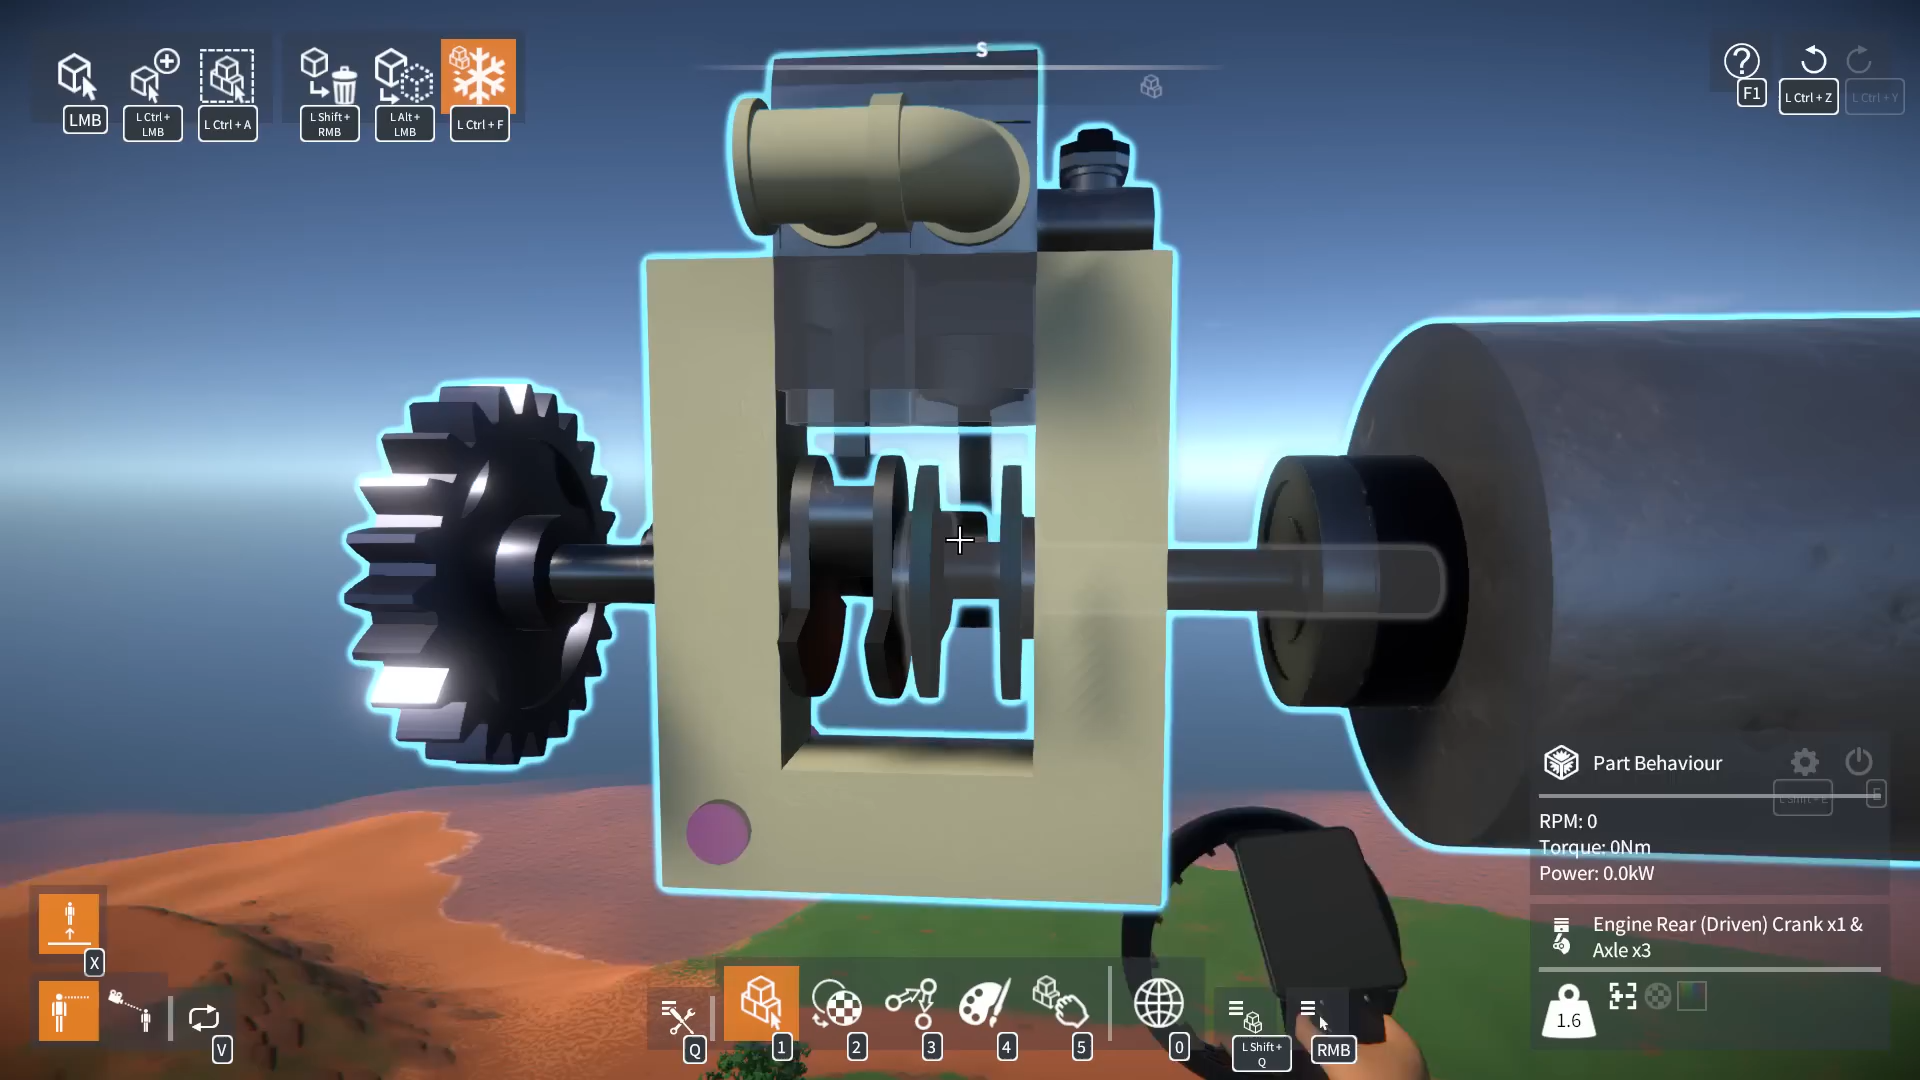 S
LMB
L Ctrl +
LMB
L Ctrl + A
L Shift +
RMB
L Alt +
LMB
L Ctrl + F
F1
L Ctrl + Z
L Ctrl + Y
Part Behaviour
L Shift + E
E
RPM: 0
Torque: 0Nm
Power: 0.0kW
Engine Rear (Driven) Crank x1 &
Axle x3
1.6
X
V
Q
1
2
3
4
5
0
L Shift +
Q
RMB